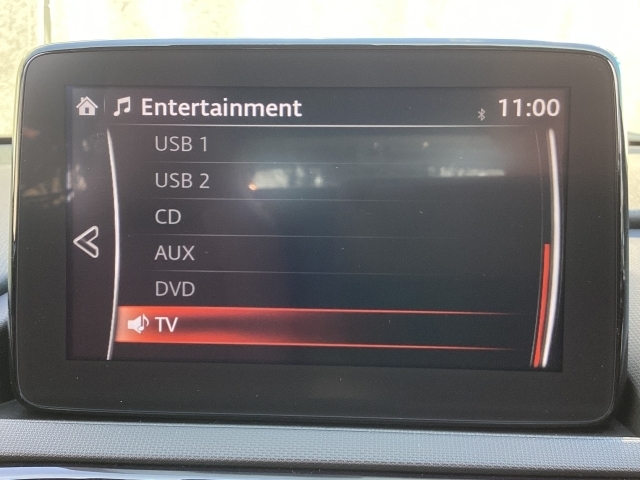 Entertainment 11:00
USB 1
USB 2
CD
AUX
DVD
TV